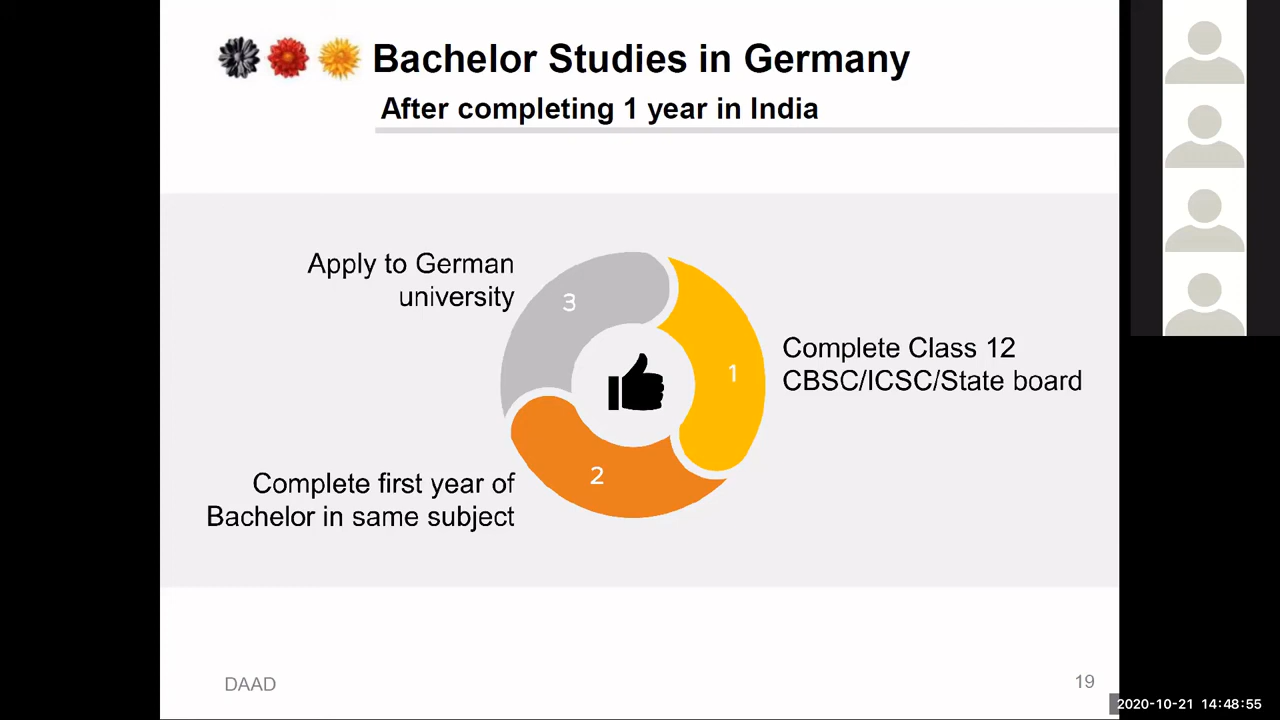 Bachelor Studies in Germany
After completing 1 year in India
Apply to German
university
3
1
Complete Class 12
CBSC/ICSC/State board
2
Complete first year of
Bachelor in same subject
DAAD
19
2020-10-21 14:48:55